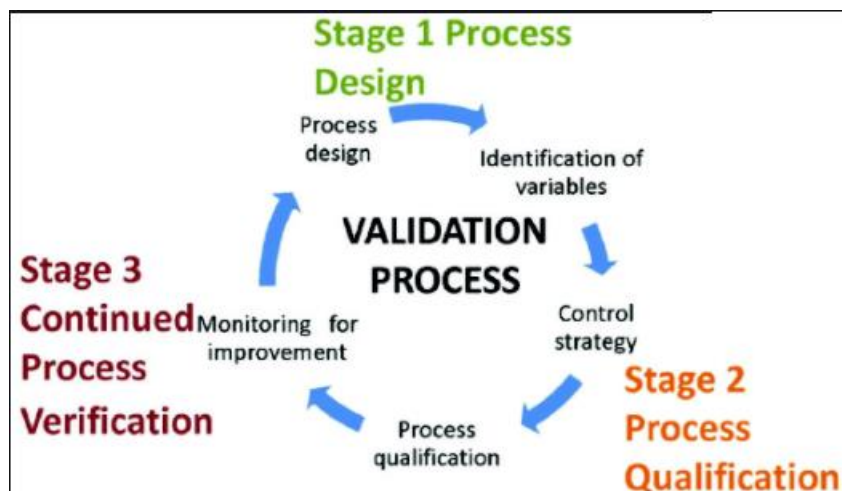 Stage 1 Process
Design
Process
design
Identification of
variables
VALIDATION
PROCESS
Control
strategy
Stage 2
Process
Qualification
Process
qualification
Stage 3
Continued
Process
Verification
Monitoring for
improvement